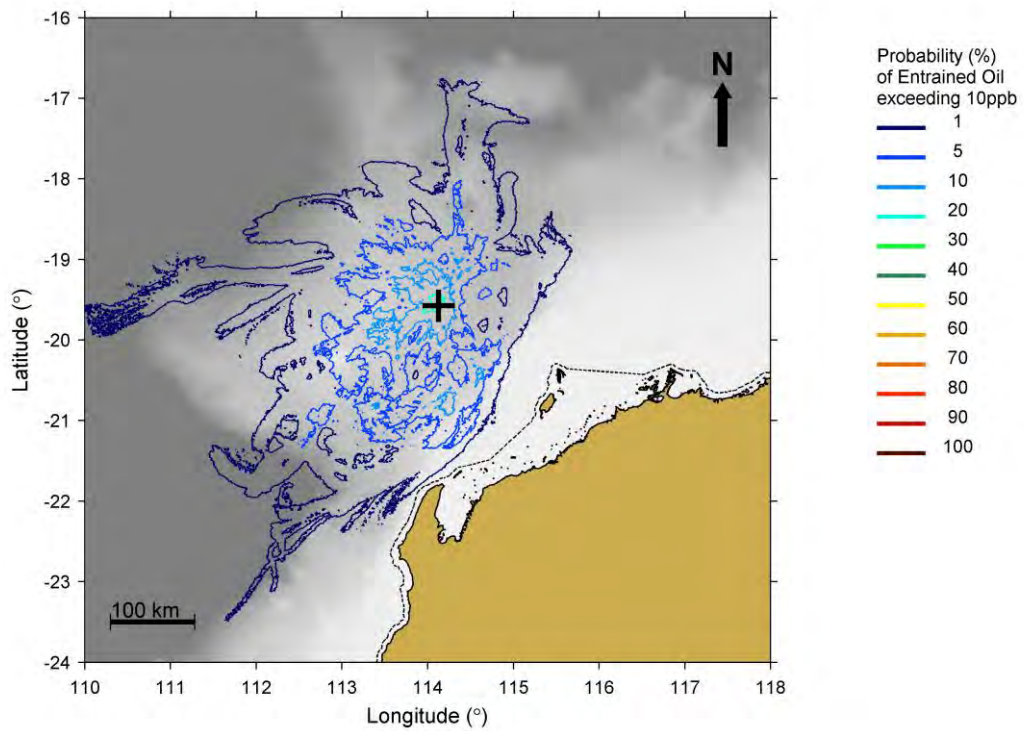 -16
-17
-18
-19
-20
-21
-22
-23
-24
Latitude (°)
N
100 km
110 111 112 113 114 115 116 117 118
Longitude (°)
Probability (%)
of Entrained Oil
exceeding 10ppb
1
5
10
20
30
40
50
60
70
80
90
100